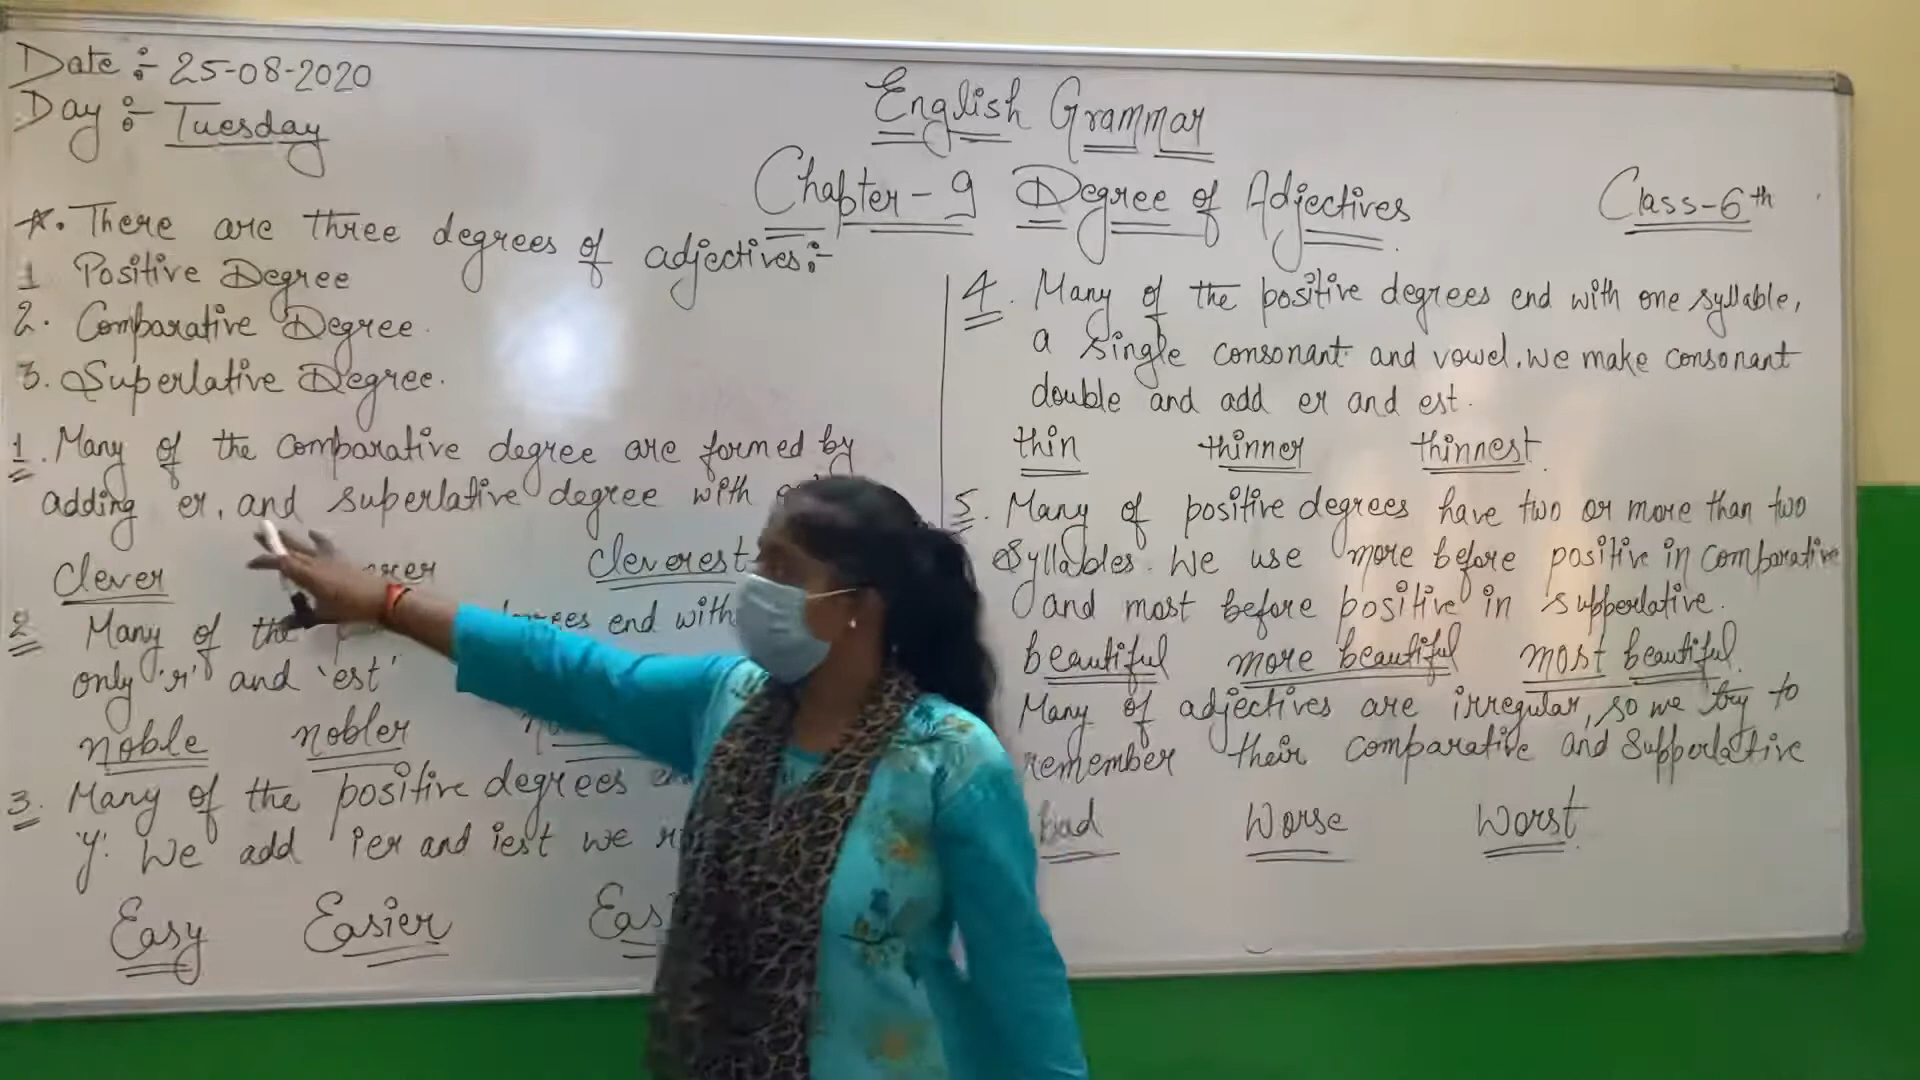 Date :- 25-08-2020
Day :- Tuesday
English Grammar
Chapter - 9 Degree of Adjectives
Class-6th
*. There are three degrees of adjectives:-
1 Positive Degree
2. Comparative Degree.
3. Superlative Degree.
1. Many of the comparative degree are formed by
adding er, and superlative degree with
Clever cleverest
2 Many of the end with
only 'r' and 'est'
noble nobler
3. Many of the positive degrees
'y'. We add ier and iest we
Easy Easier
4. Many of the positive degrees end with one syllable,
a single consonant and vowel. We make consonant
double and add er and est.
thin thinner thinnest.
5. Many of positive degrees have two or more than two
Syllables. We use more before positive in comparative
and most before positive in supperlative.
beautiful more beautiful most beautiful.
Many of adjectives are irregular, so we try to
remember their comparative and supperlative
bad worse worst.